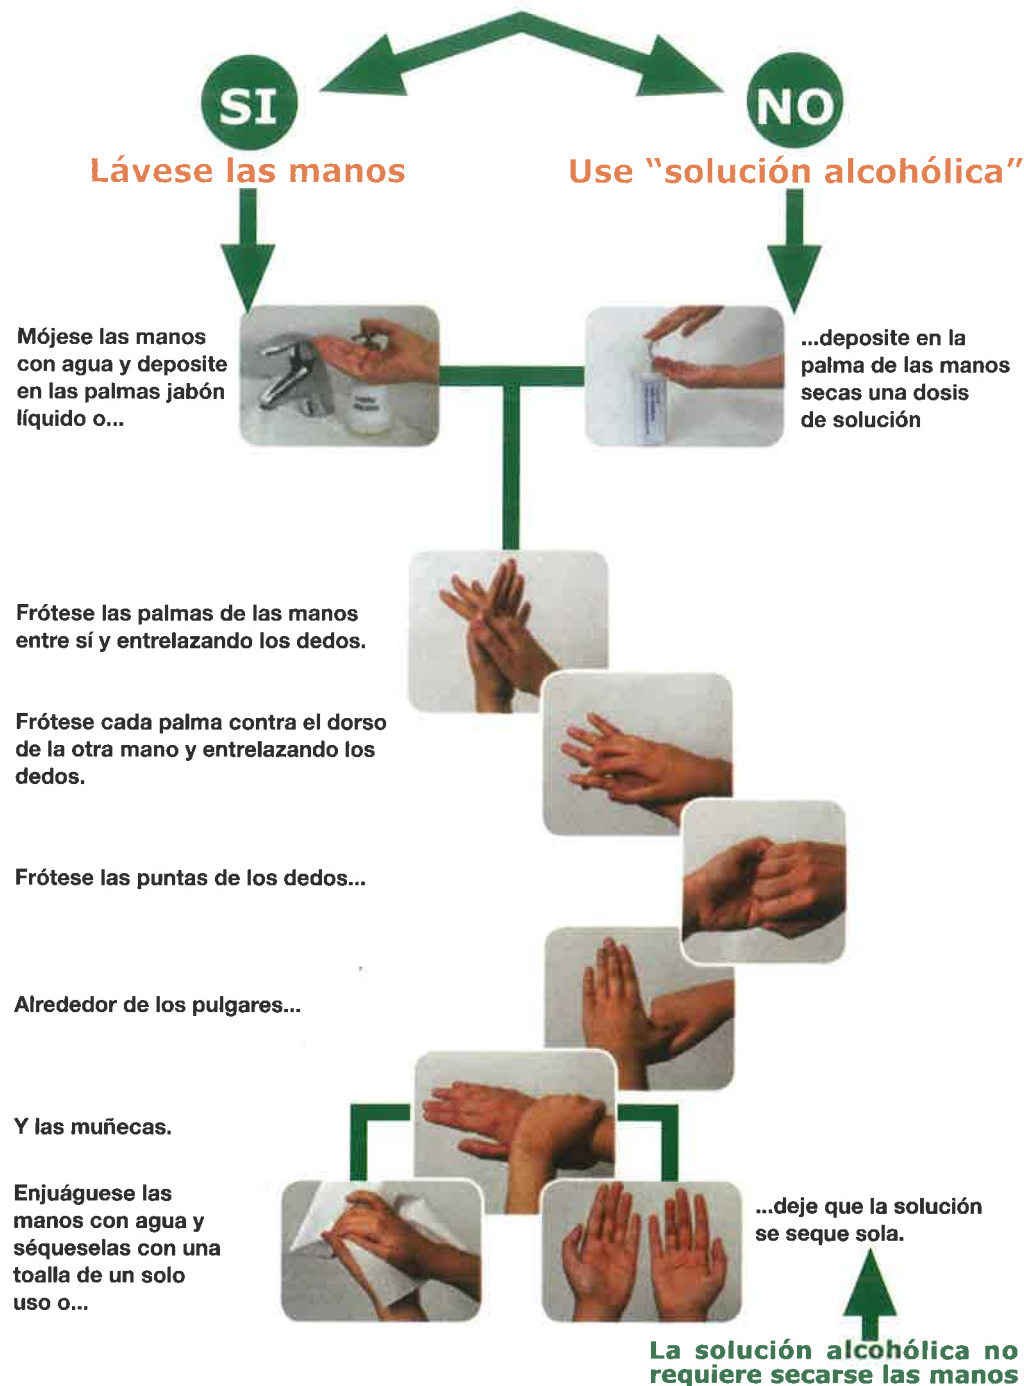 SI
NO
Lávese las manos
Use "solución alcohólica"
Mójese las manos
con agua y deposite
en las palmas jabón
líquido o...
...deposite en la
palma de las manos
secas una dosis
de solución
Frótese las palmas de las manos
entre sí y entrelazando los dedos.
Frótese cada palma contra el dorso
de la otra mano y entrelazando los
dedos.
Frótese las puntas de los dedos...
Alrededor de los pulgares...
Y las muñecas.
Enjuáguese las
manos con agua y
séqueselas con una
toalla de un solo
uso o...
...deje que la solución
se seque sola.
La solución alcohólica no
requiere secarse las manos